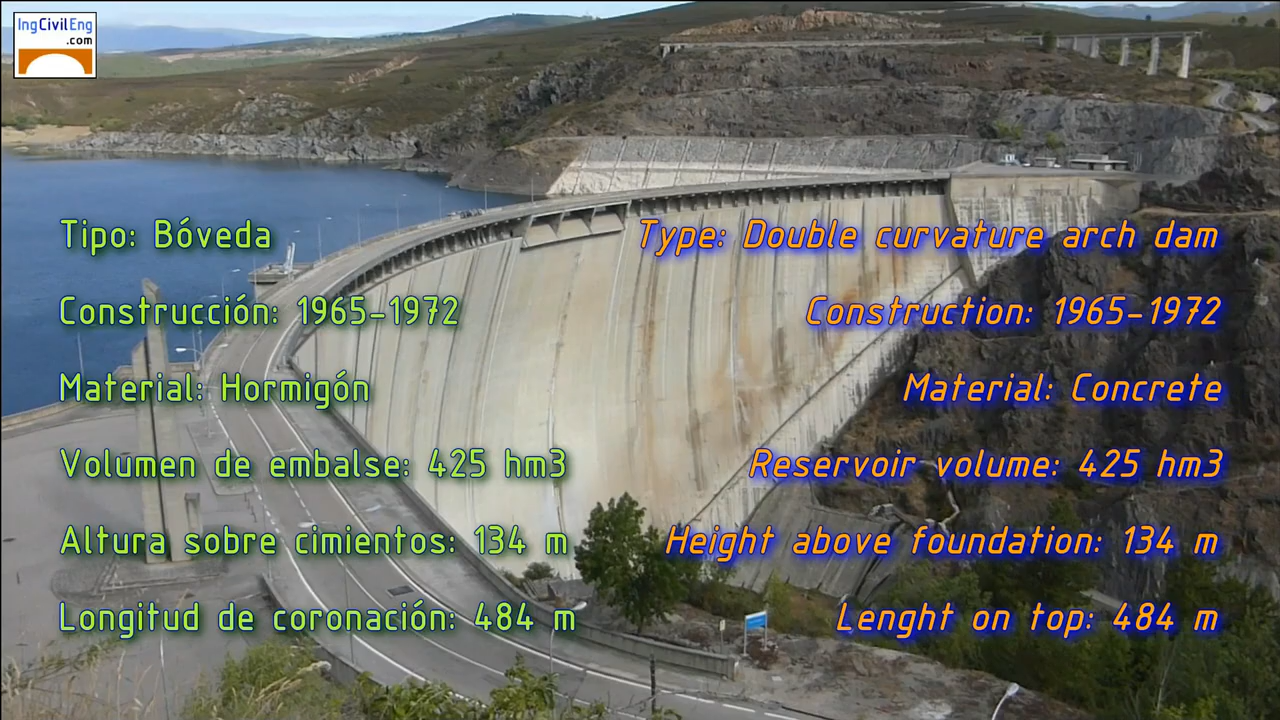 IngCivilEng
.com
Tipo: Bóveda
Type: Double curvature arch dam
Construcción: 1965-1972
Construction: 1965-1972
Material: Hormigón
Material: Concrete
Volumen de embalse: 425 hm3
Reservoir volume: 425 hm3
Altura sobre cimientos: 134 m
Height above foundation: 134 m
Longitud de coronación: 484 m
Lenght on top: 484 m